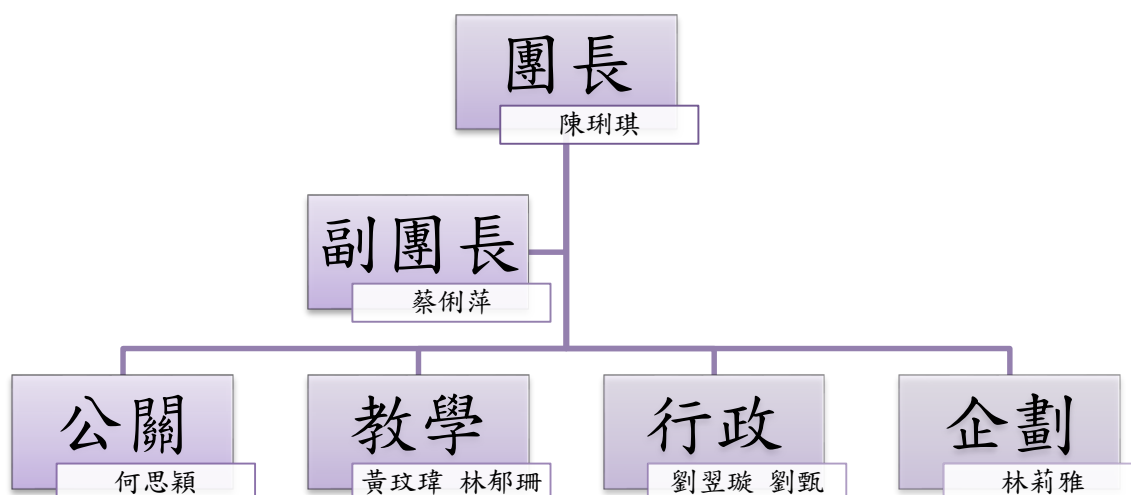 團長
陳琍琪
副團長
蔡俐萍
公關
何思穎
教學
黃玟瑋 林郁珊
行政
劉翌璇 劉甄
企劃
林莉雅